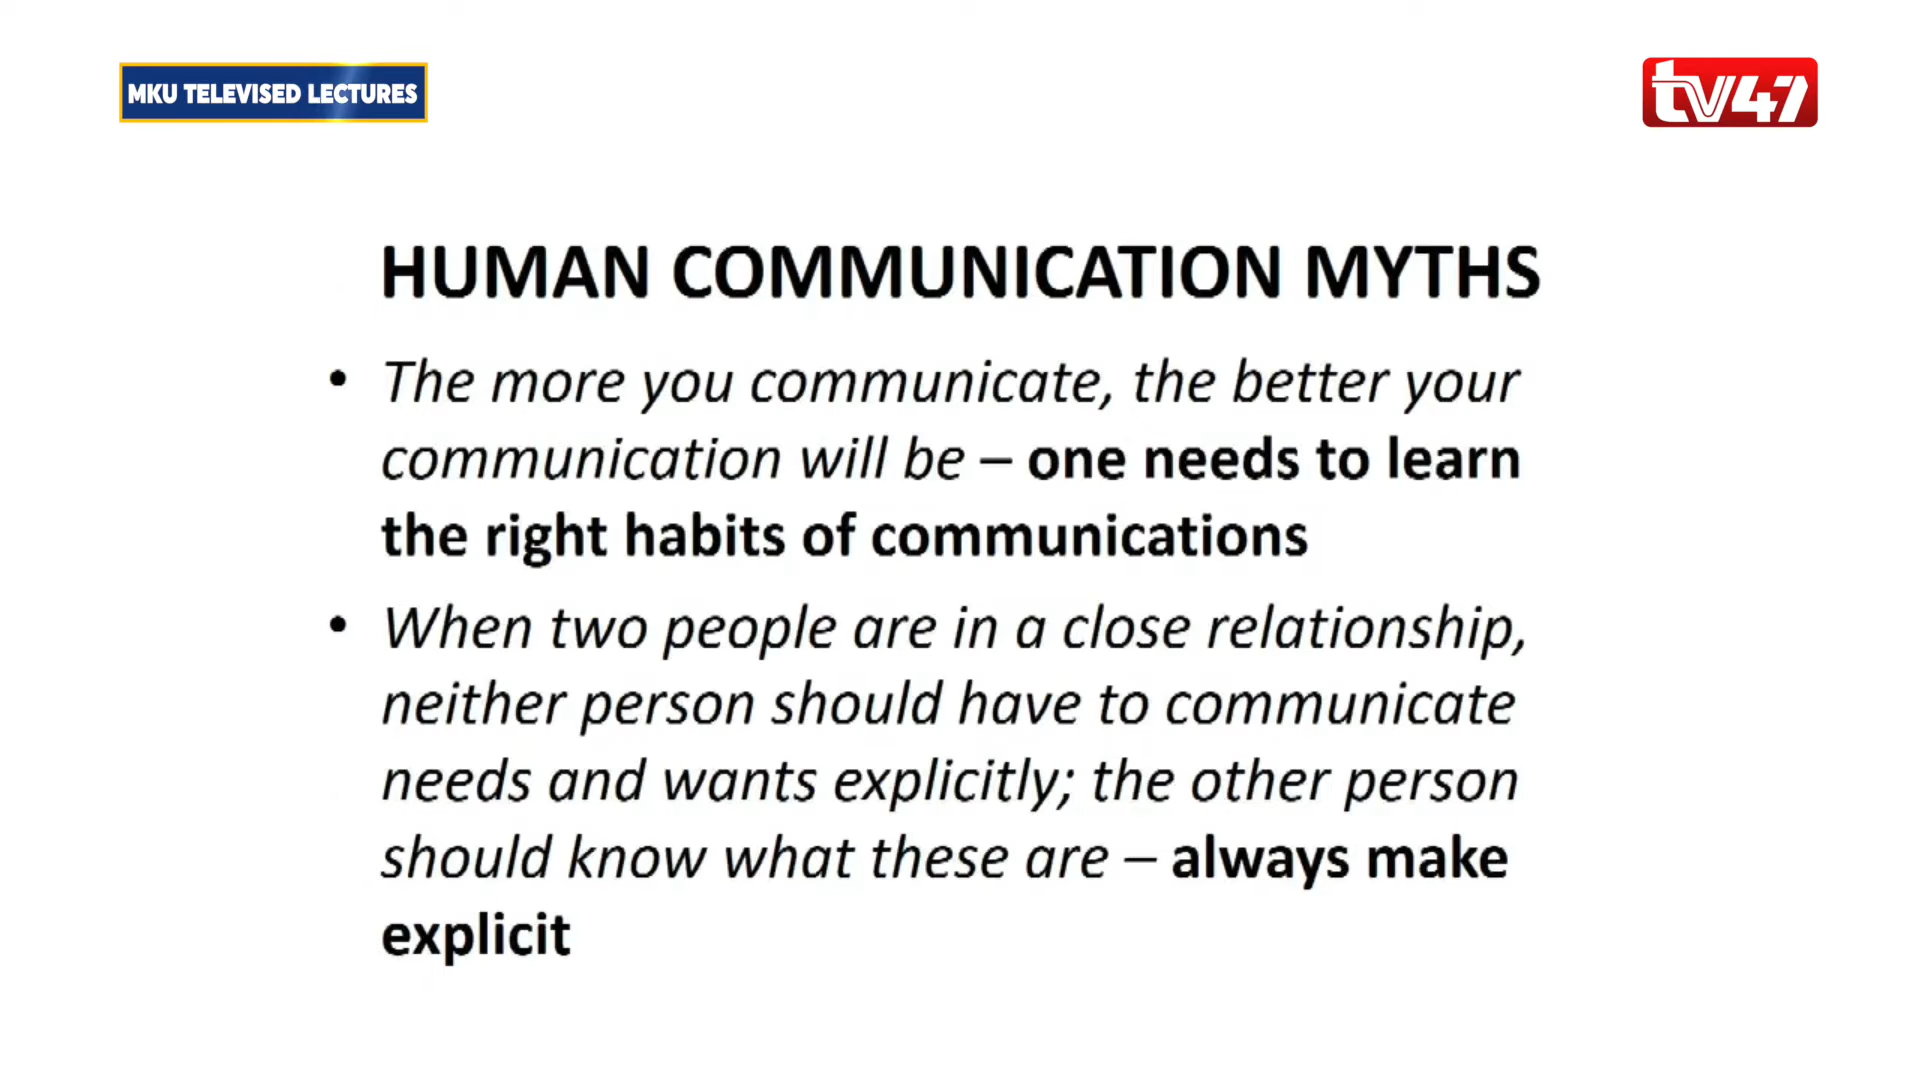 MKU TELEVISED LECTURES
tv47
HUMAN COMMUNICATION MYTHS
• The more you communicate, the better your
communication will be – one needs to learn
the right habits of communications
• When two people are in a close relationship,
neither person should have to communicate
needs and wants explicitly; the other person
should know what these are – always make
explicit